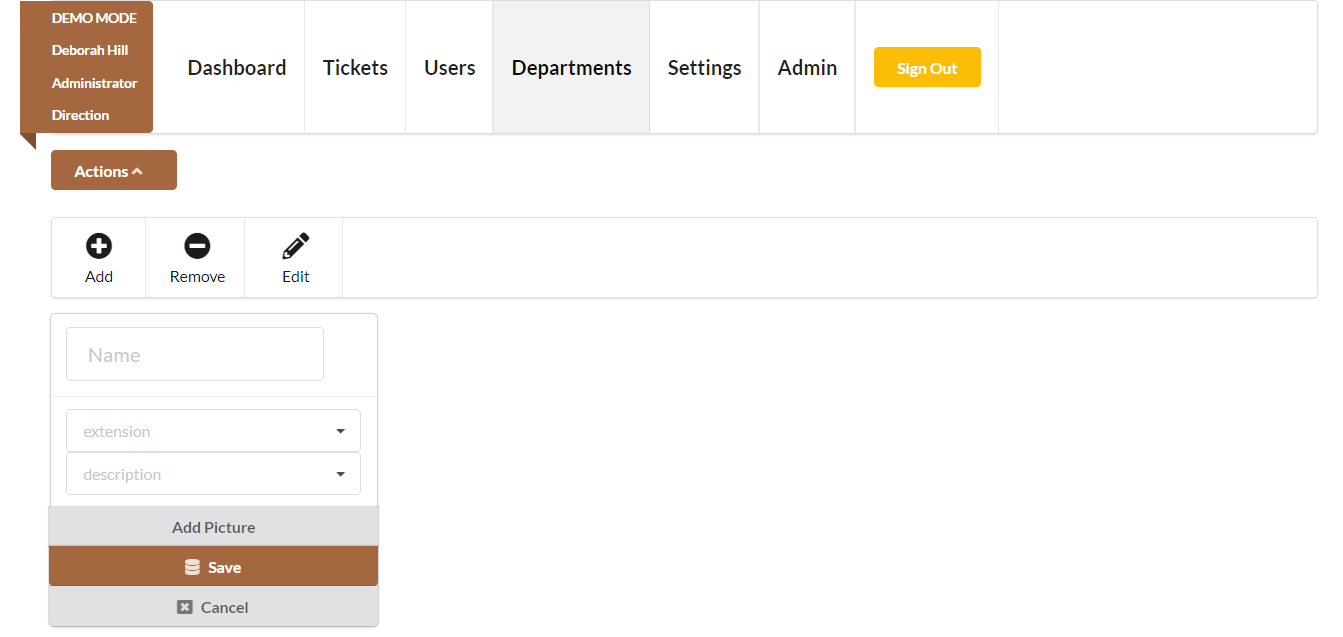 DEMO MODE
Deborah Hill
Administrator
Direction
Dashboard Tickets Users Departments Settings Admin Sign Out
Actions
Add Remove Edit
Name
extension
description
Add Picture
Save
Cancel